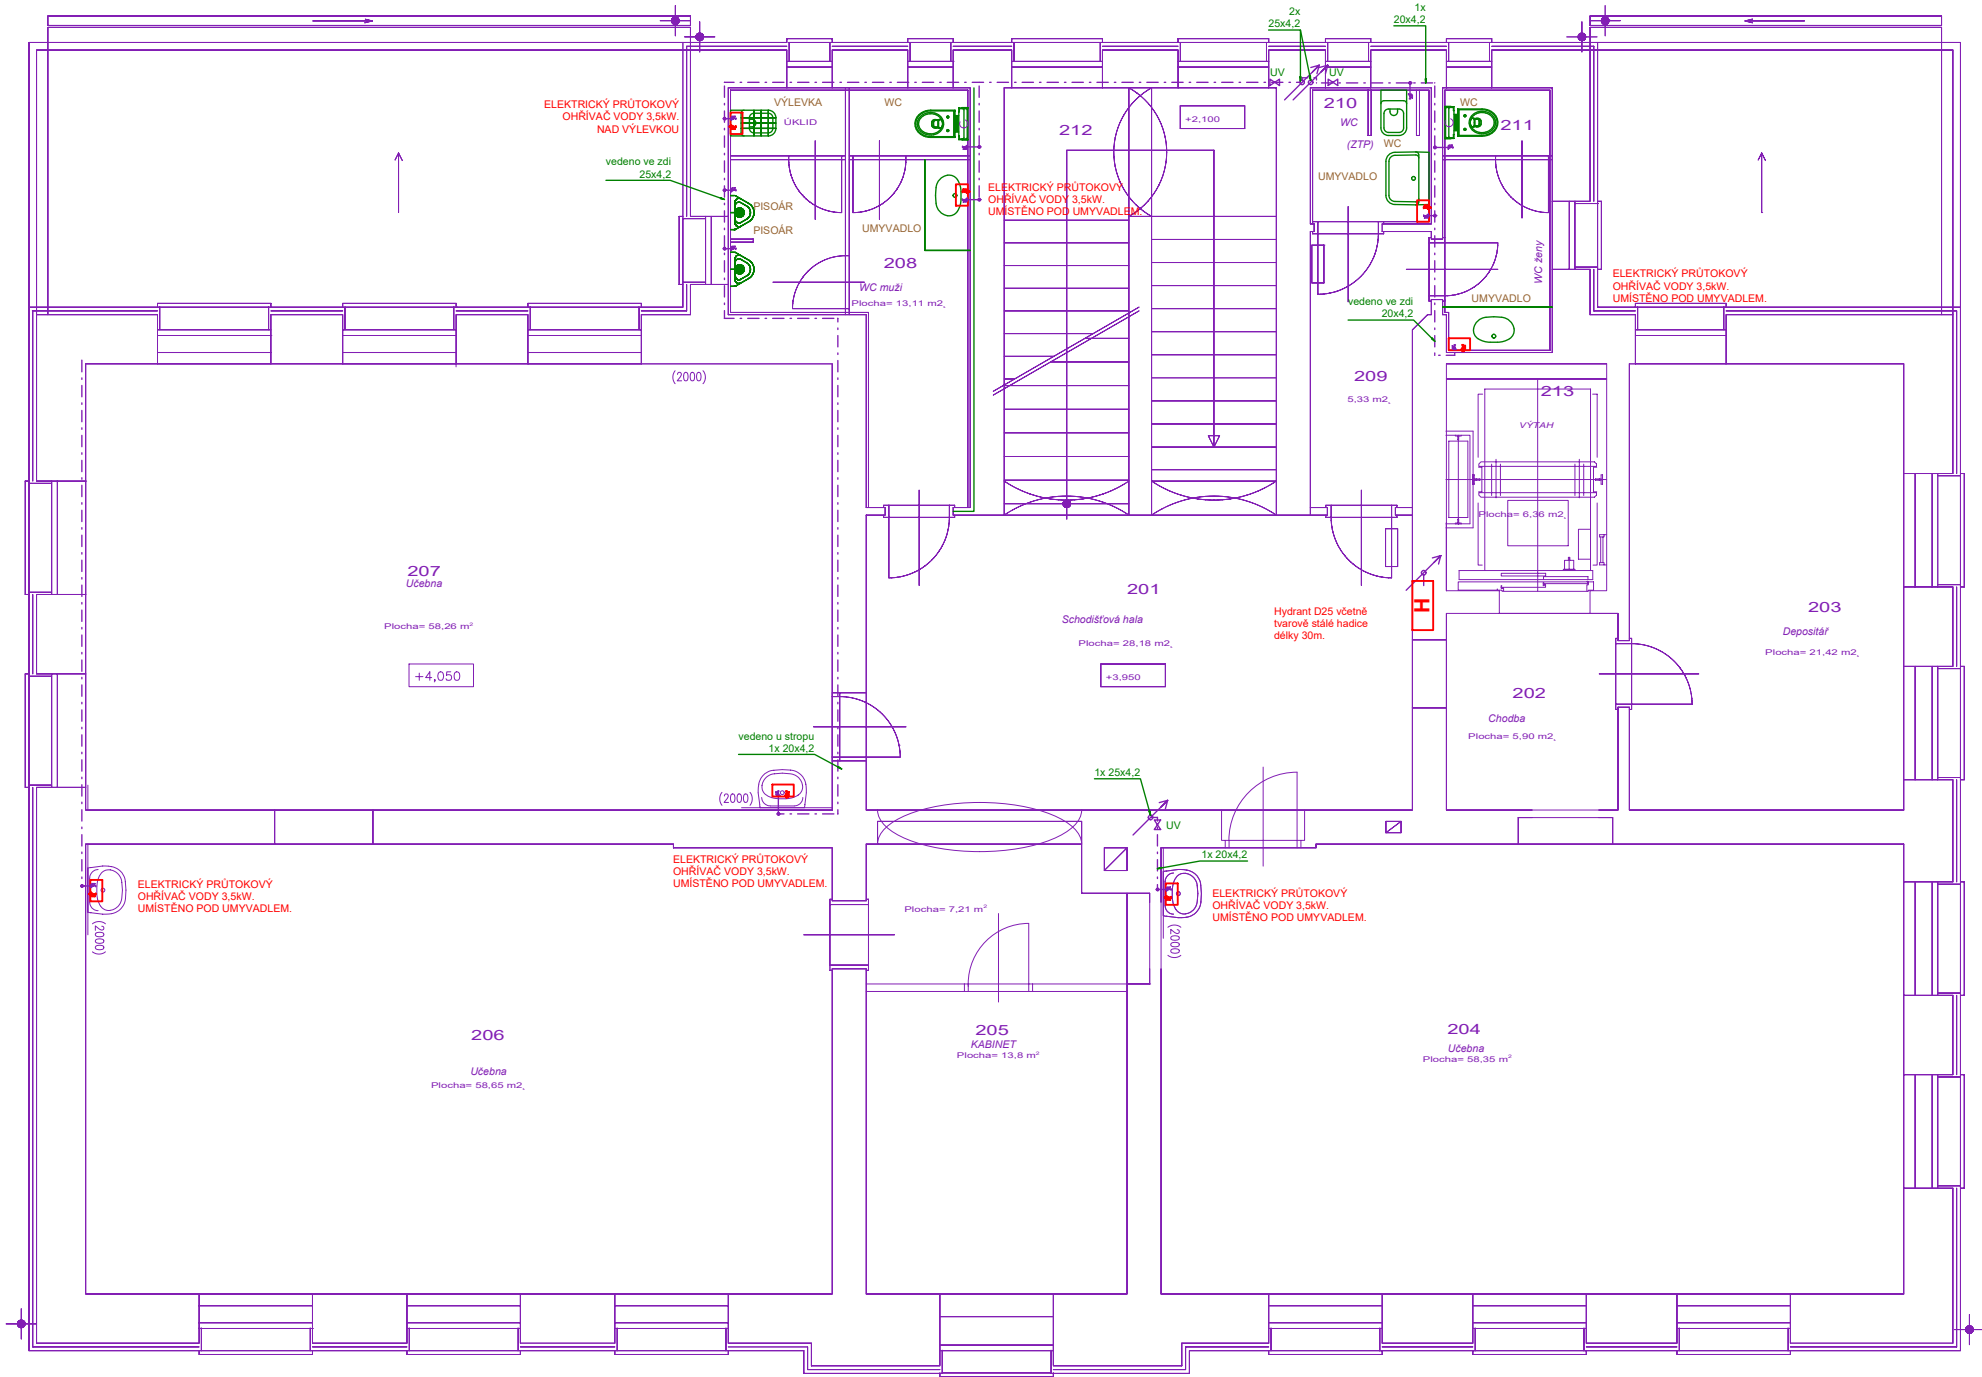 2x
25x4,2
1x
20x4,2
UV
UV
ELEKTRICKÝ PRŮTOKOVÝ
OHŘÍVAČ VODY 3,5kW.
NAD VÝLEVKOU
VÝLEVKA
ÚKLID
WC
212
+2,100
210
WC
(ZTP)
WC
WC
211
vedeno ve zdi
25x4,2
ELEKTRICKÝ PRŮTOKOVÝ
OHŘÍVAČ VODY 3,5kW.
UMÍSTĚNO POD UMYVADLEM.
UMYVADLO
PISOÁR
PISOÁR
UMYVADLO
208
WC muži
Plocha= 13,11 m2
WC ženy
ELEKTRICKÝ PRŮTOKOVÝ
OHŘÍVAČ VODY 3,5kW.
UMÍSTĚNO POD UMYVADLEM.
UMYVADLO
vedeno ve zdi
20x4,2
(2000)
209
5,33 m2
213
VÝTAH
Plocha= 6,36 m2
207
Učebna
Plocha= 58,26 m²
+4,050
201
Schodišťová hala
Plocha= 28,18 m2
+3,950
Hydrant D25 včetně
tvarově stálé hadice
délky 30m.
H
203
Depositář
Plocha= 21,42 m2
202
Chodba
Plocha= 5,90 m2
vedeno u stropu
1x 20x4,2
(2000)
1x 25x4,2
UV
1x 20x4,2
ELEKTRICKÝ PRŮTOKOVÝ
OHŘÍVAČ VODY 3,5kW.
UMÍSTĚNO POD UMYVADLEM.
(2000)
ELEKTRICKÝ PRŮTOKOVÝ
OHŘÍVAČ VODY 3,5kW.
UMÍSTĚNO POD UMYVADLEM.
Plocha= 7,21 m²
ELEKTRICKÝ PRŮTOKOVÝ
OHŘÍVAČ VODY 3,5kW.
UMÍSTĚNO POD UMYVADLEM.
(2000)
206
Učebna
Plocha= 58,65 m2
205
KABINET
Plocha= 13,8 m²
204
Učebna
Plocha= 58,35 m²